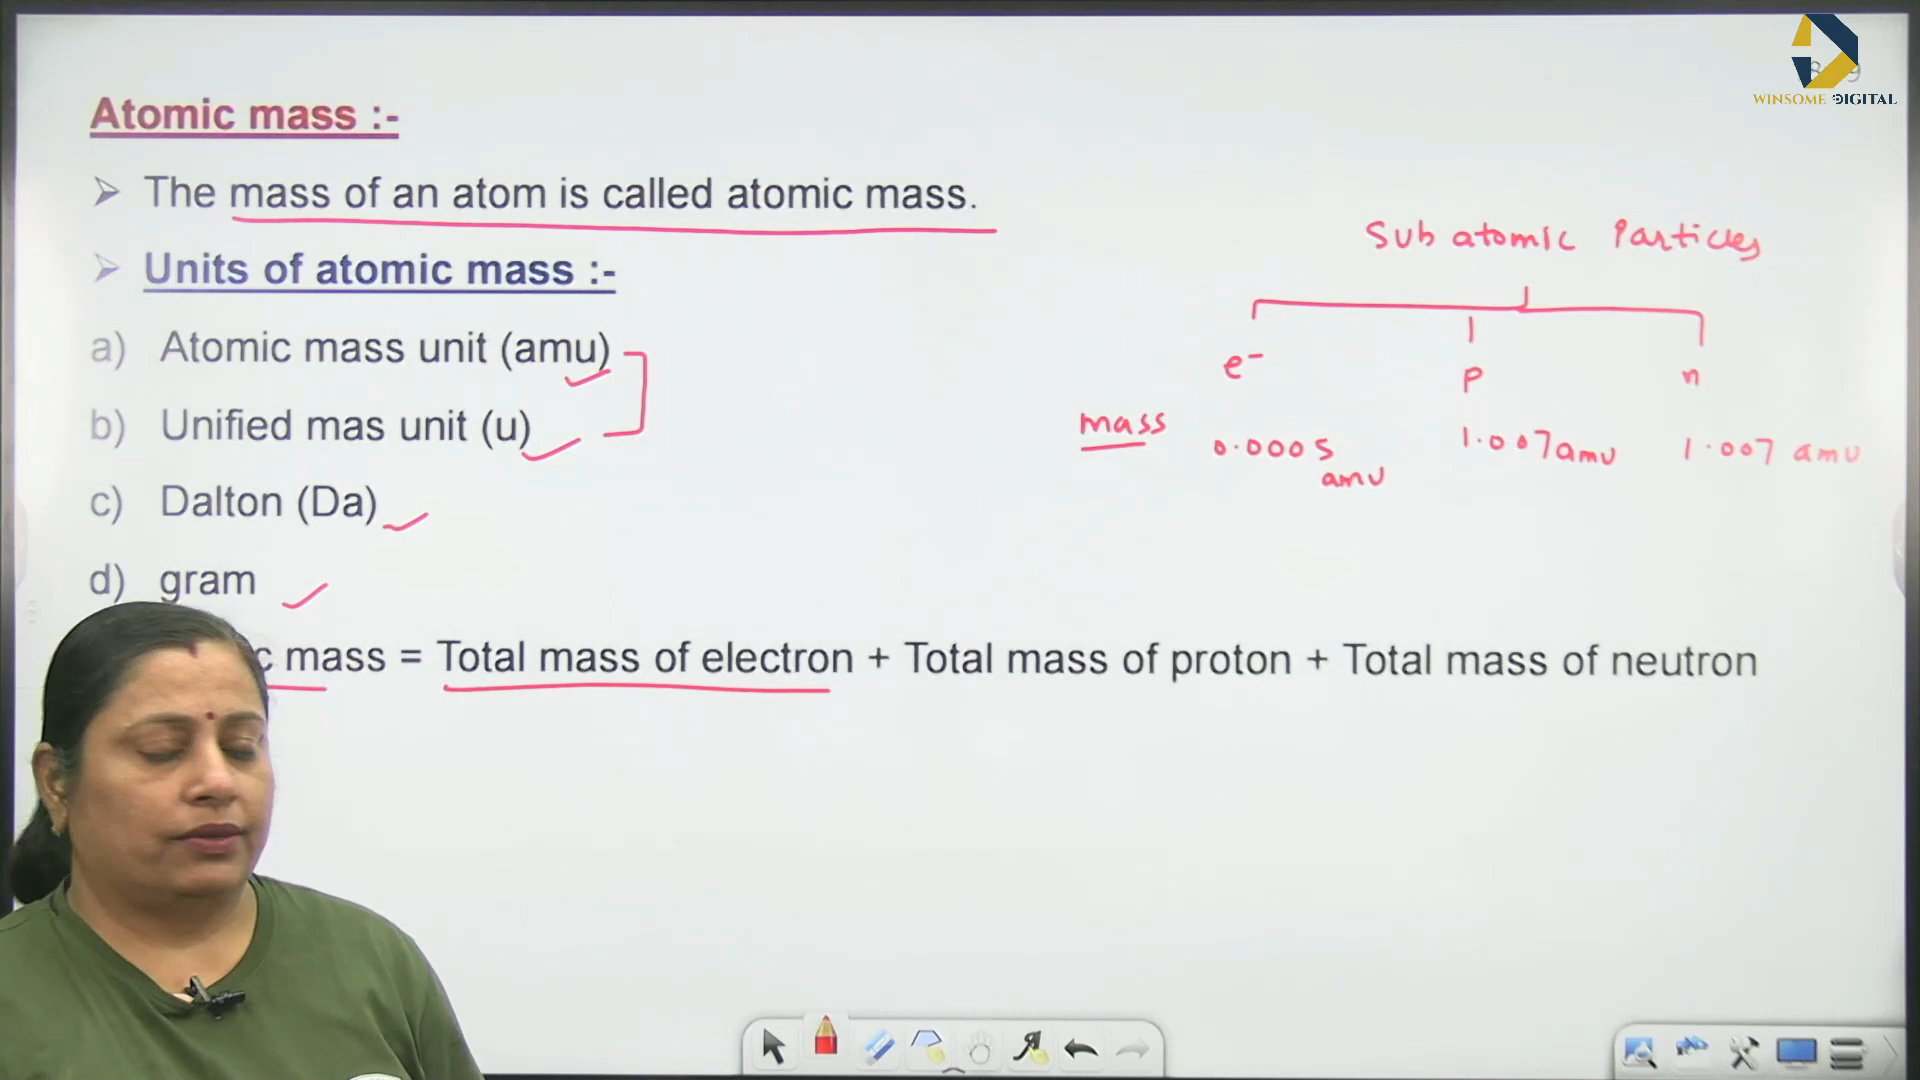 WINSOME DIGITAL
Atomic mass :-
The mass of an atom is called atomic mass.
Units of atomic mass :-
a) Atomic mass unit (amu)
b) Unified mas unit (u)
c) Dalton (Da)
d) gram
c mass = Total mass of electron + Total mass of proton + Total mass of neutron
Sub atomic Particles
e⁻ p n
mass 0.0005 amu 1.007 amu 1.007 amu